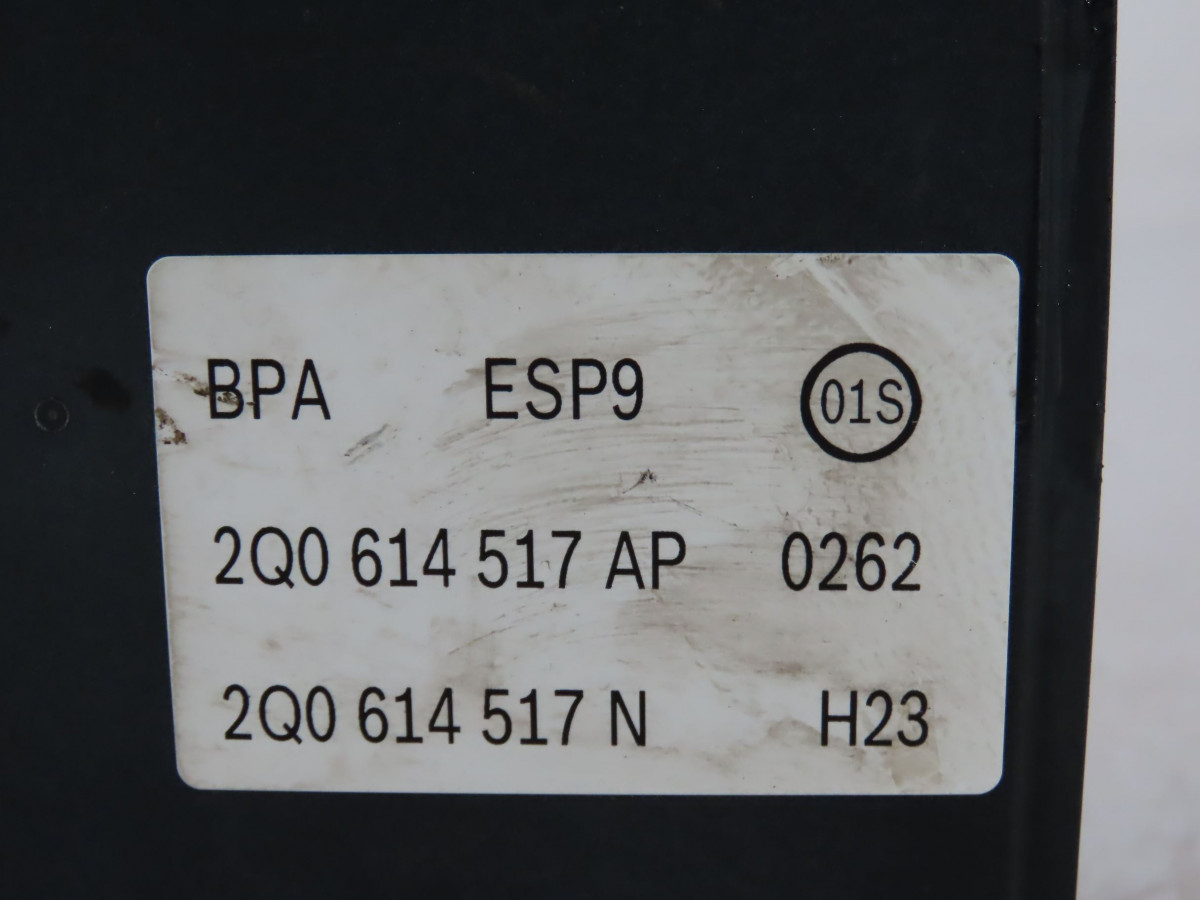 BPA ESP9 01S
2Q0 614 517 AP 0262
2Q0 614 517 N H23